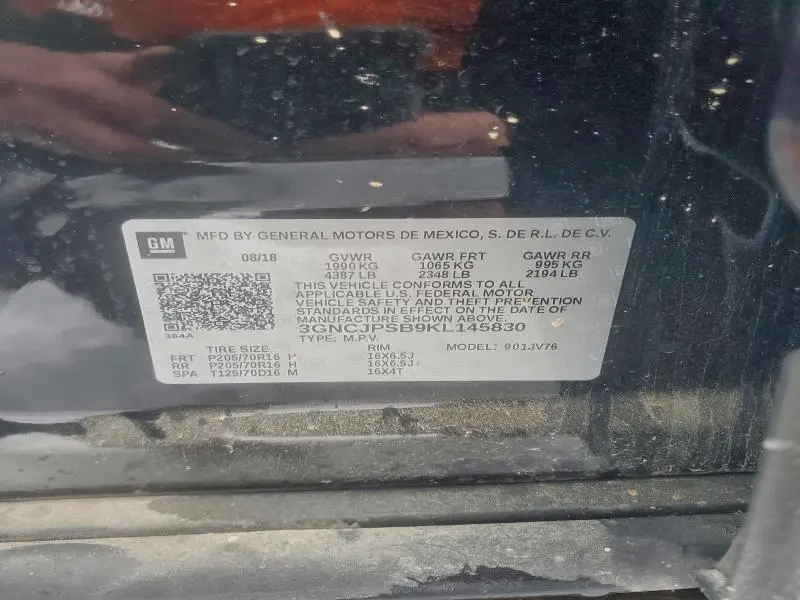 GM MFD BY GENERAL MOTORS DE MEXICO, S. DE R.L. DE C.V.
08/18 GVWR GAWR FRT GAWR RR
1990 KG 1065 KG 995 KG
4387 LB 2348 LB 2194 LB
THIS VEHICLE CONFORMS TO ALL
APPLICABLE U.S. FEDERAL MOTOR
VEHICLE SAFETY AND THEFT PREVENTION
STANDARDS IN EFFECT ON THE DATE OF
MANUFACTURE SHOWN ABOVE.
3GNCJPSB9KL145830
384A
TYPE: M.P.V.
TIRE SIZE RIM MODEL: 901JV76
FRT P205/70R16 H 16X6.5J
RR P205/70R16 H 16X6.5J
SPA T125/70D16 M 16X4T